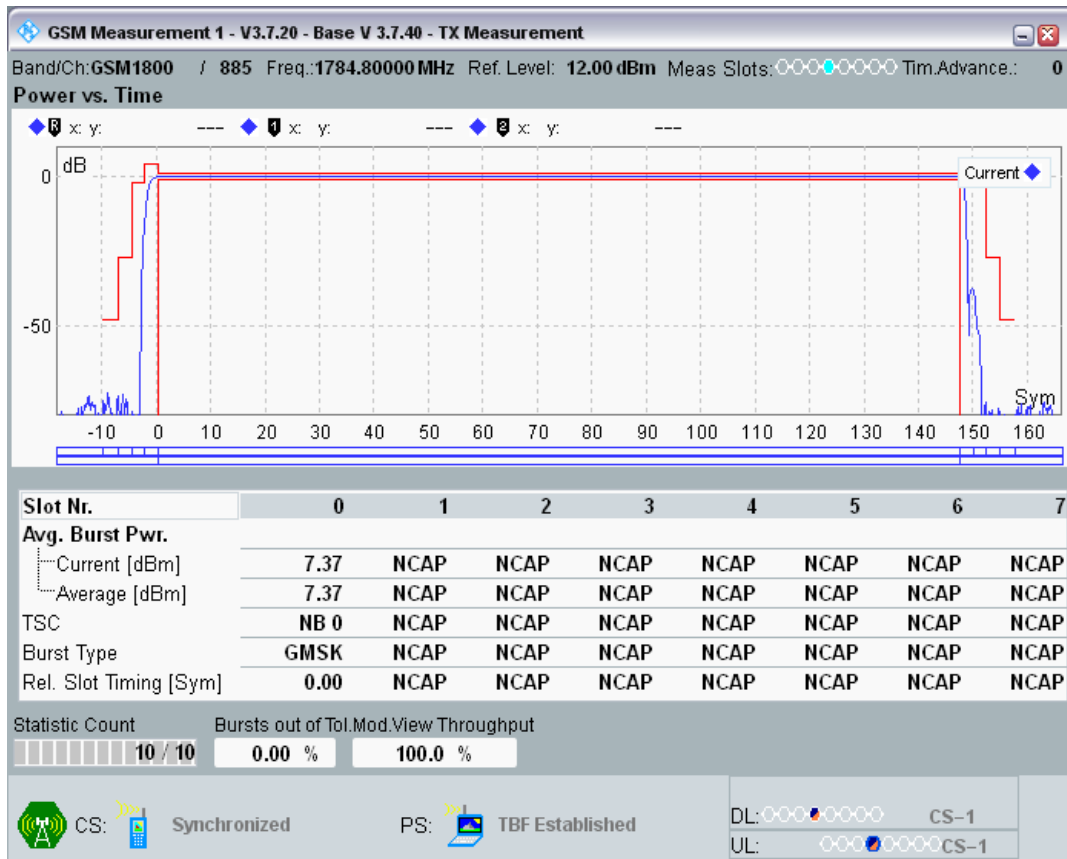 GSM Measurement 1 - V3.7.20 - Base V 3.7.40 - TX Measurement
Band/Ch:GSM1800 / 885 Freq.:1784.80000 MHz Ref. Level: 12.00 dBm Meas Slots: Tim.Advance.: 0
Power vs. Time
R x: y: --- 1 x: y: --- 2 x: y: ---
dB
0
Current
-50
Sym
-10 0 10 20 30 40 50 60 70 80 90 100 110 120 130 140 150 160
Slot Nr. 0 1 2 3 4 5 6 7
Avg. Burst Pwr.
Current [dBm] 7.37 NCAP NCAP NCAP NCAP NCAP NCAP NCAP
Average [dBm] 7.37 NCAP NCAP NCAP NCAP NCAP NCAP NCAP
TSC NB 0 NCAP NCAP NCAP NCAP NCAP NCAP NCAP
Burst Type GMSK NCAP NCAP NCAP NCAP NCAP NCAP NCAP
Rel. Slot Timing [Sym] 0.00 NCAP NCAP NCAP NCAP NCAP NCAP NCAP
Statistic Count Bursts out of Tol.Mod.View Throughput
10 / 10 0.00 % 100.0 %
CS: Synchronized PS: TBF Established
DL: CS-1
UL: CS-1